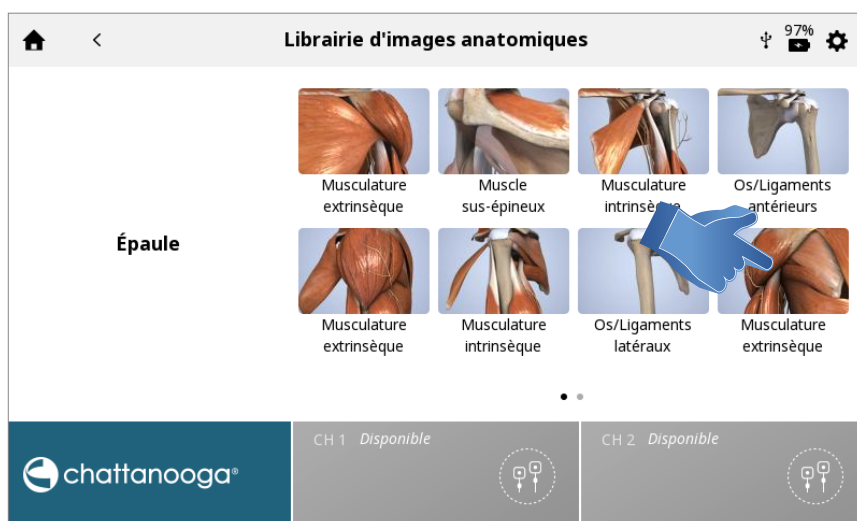 Librairie d'images anatomiques
97%
Épaule
Musculature
extrinsèque
Muscle
sus-épineux
Musculature
intrinsèque
Os/Ligaments
antérieurs
Musculature
extrinsèque
Musculature
intrinsèque
Os/Ligaments
latéraux
Musculature
extrinsèque
chattanooga®
CH 1 Disponible
CH 2 Disponible